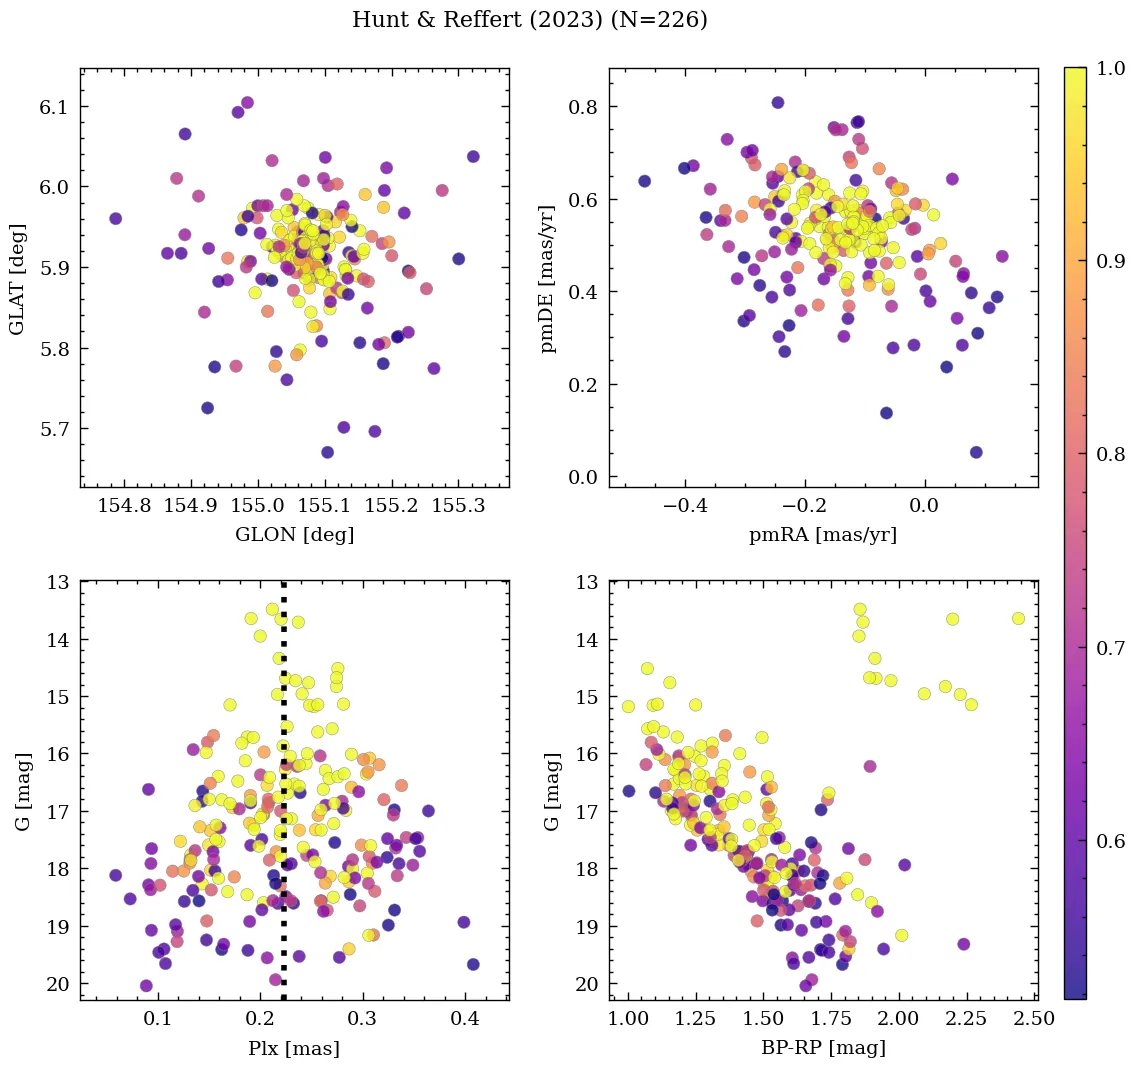 Hunt & Reffert (2023) (N=226)
6.1
6.0
5.9
5.8
5.7
GLAT [deg]
154.8 154.9 155.0 155.1 155.2 155.3
GLON [deg]
0.8
0.6
0.4
0.2
0.0
pmDE [mas/yr]
−0.4 −0.2 0.0
pmRA [mas/yr]
13
14
15
16
17
18
19
20
G [mag]
0.1 0.2 0.3 0.4
Plx [mas]
13
14
15
16
17
18
19
20
G [mag]
1.00 1.25 1.50 1.75 2.00 2.25 2.50
BP-RP [mag]
1.0
0.9
0.8
0.7
0.6